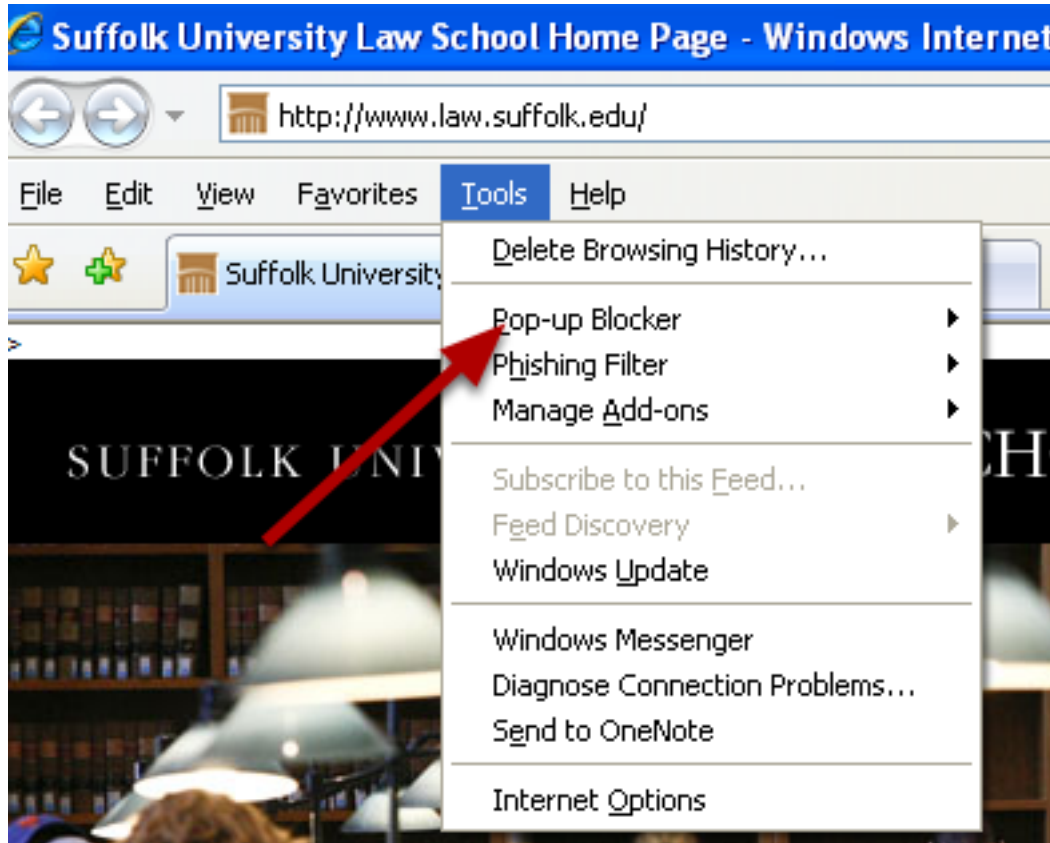 Suffolk University Law School Home Page - Windows Internet
http://www.law.suffolk.edu/
File Edit View Favorites Tools Help
Suffolk University
Delete Browsing History...
Pop-up Blocker
Phishing Filter
Manage Add-ons
SUFFOLK UNI
CH
Subscribe to this Feed...
Feed Discovery
Windows Update
Windows Messenger
Diagnose Connection Problems...
Send to OneNote
Internet Options